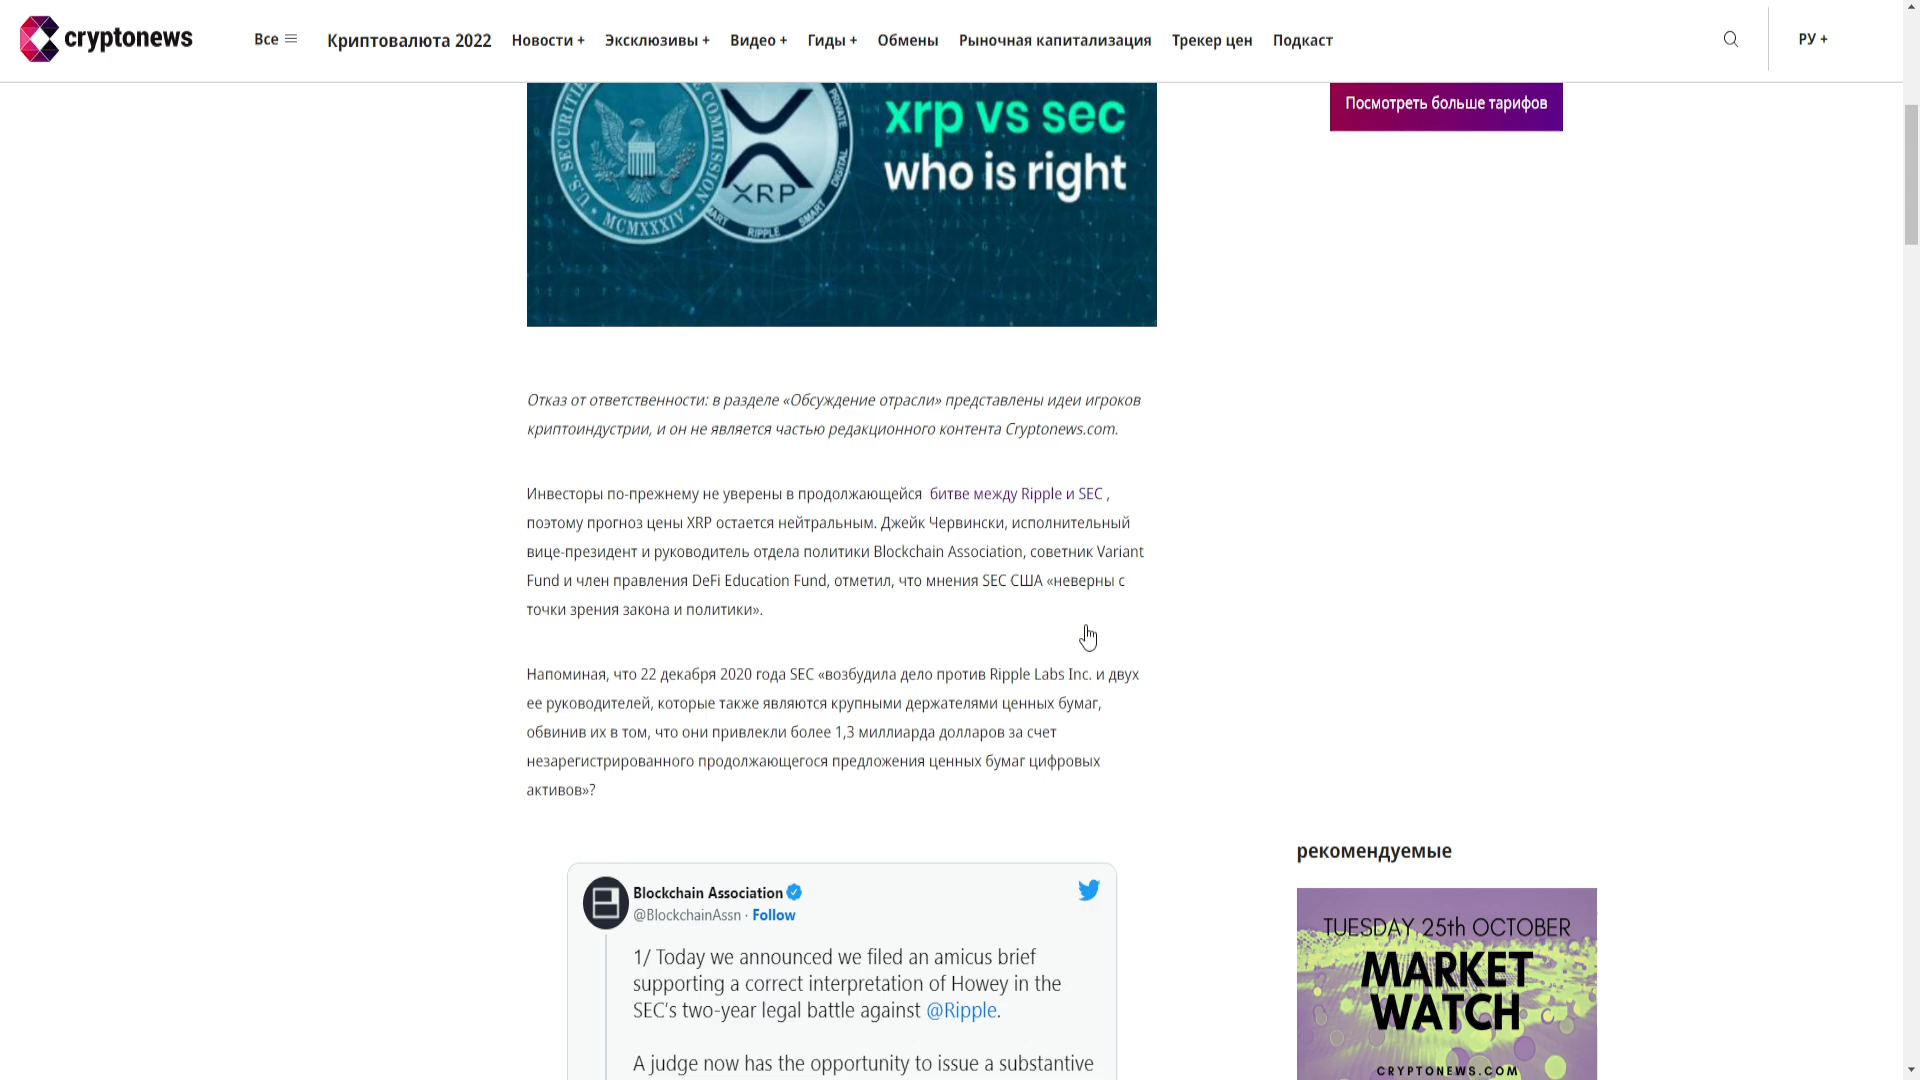 cryptonews
Все
Криптовалюта 2022
Новости +
Эксклюзивы +
Видео +
Гиды +
Обмены
Рыночная капитализация
Трекер цен
Подкаст
РУ +
U.S. SECURITIES
COMMISSION
MCMXXXIV
XRP
PRIVATE
DIGITAL
SMART
RIPPLE
SMART
xrp vs sec
who is right
Посмотреть больше тарифов
Отказ от ответственности: в разделе «Обсуждение отрасли» представлены идеи игроков
криптоиндустрии, и он не является частью редакционного контента Cryptonews.com.
Инвесторы по-прежнему не уверены в продолжающейся битве между Ripple и SEC ,
поэтому прогноз цены XRP остается нейтральным. Джейк Червински, исполнительный
вице-президент и руководитель отдела политики Blockchain Association, советник Variant
Fund и член правления DeFi Education Fund, отметил, что мнения SEC США «неверны с
точки зрения закона и политики».
Напоминая, что 22 декабря 2020 года SEC «возбудила дело против Ripple Labs Inc. и двух
ее руководителей, которые также являются крупными держателями ценных бумаг,
обвинив их в том, что они привлекли более 1,3 миллиарда долларов за счет
незарегистрированного продолжающегося предложения ценных бумаг цифровых
активов»?
Blockchain Association
@BlockchainAssn · Follow
1/ Today we announced we filed an amicus brief
supporting a correct interpretation of Howey in the
SEC's two-year legal battle against @Ripple.
A judge now has the opportunity to issue a substantive
рекомендуемые
TUESDAY 25th OCTOBER
MARKET
WATCH
CRYPTONEWS.COM